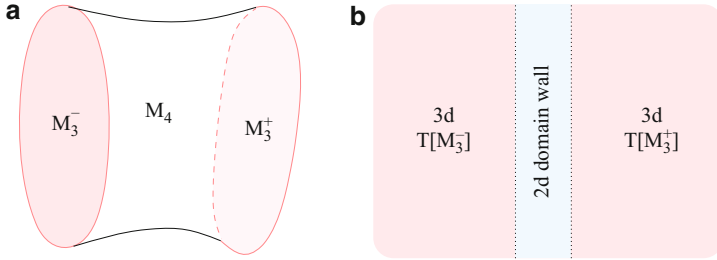 a
M₃⁻
M₄
M₃⁺
b
3d
T[M₃⁻]
2d domain wall
3d
T[M₃⁺]